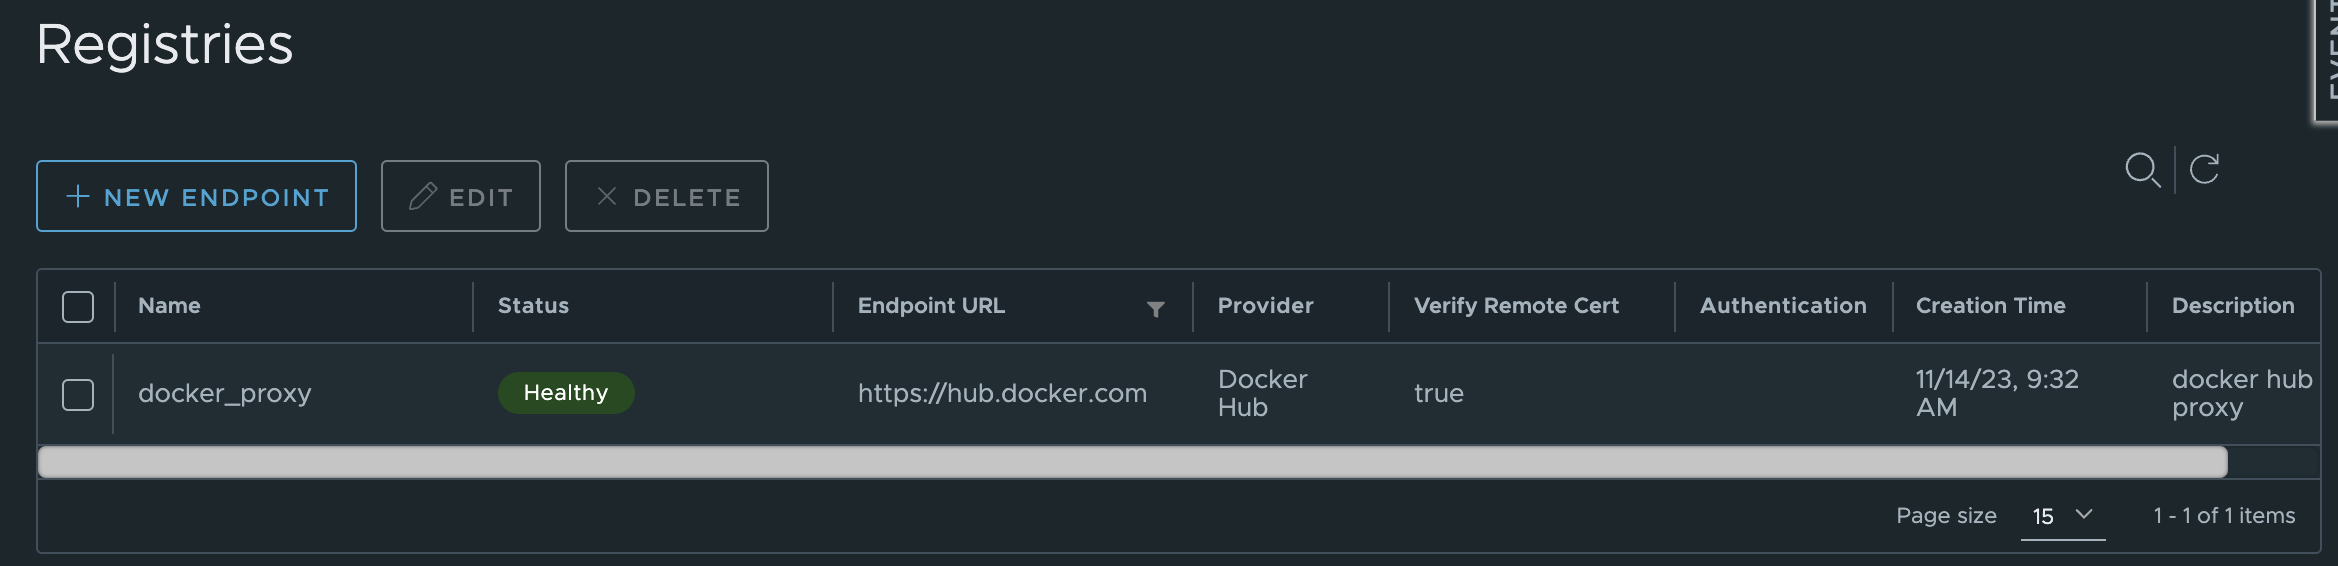 Registries
EVENT
NEW ENDPOINT
EDIT
DELETE
Name
Status
Endpoint URL
Provider
Verify Remote Cert
Authentication
Creation Time
Description
docker_proxy
Healthy
https://hub.docker.com
Docker
Hub
true
11/14/23, 9:32
AM
docker hub
proxy
Page size
15
1 - 1 of 1 items